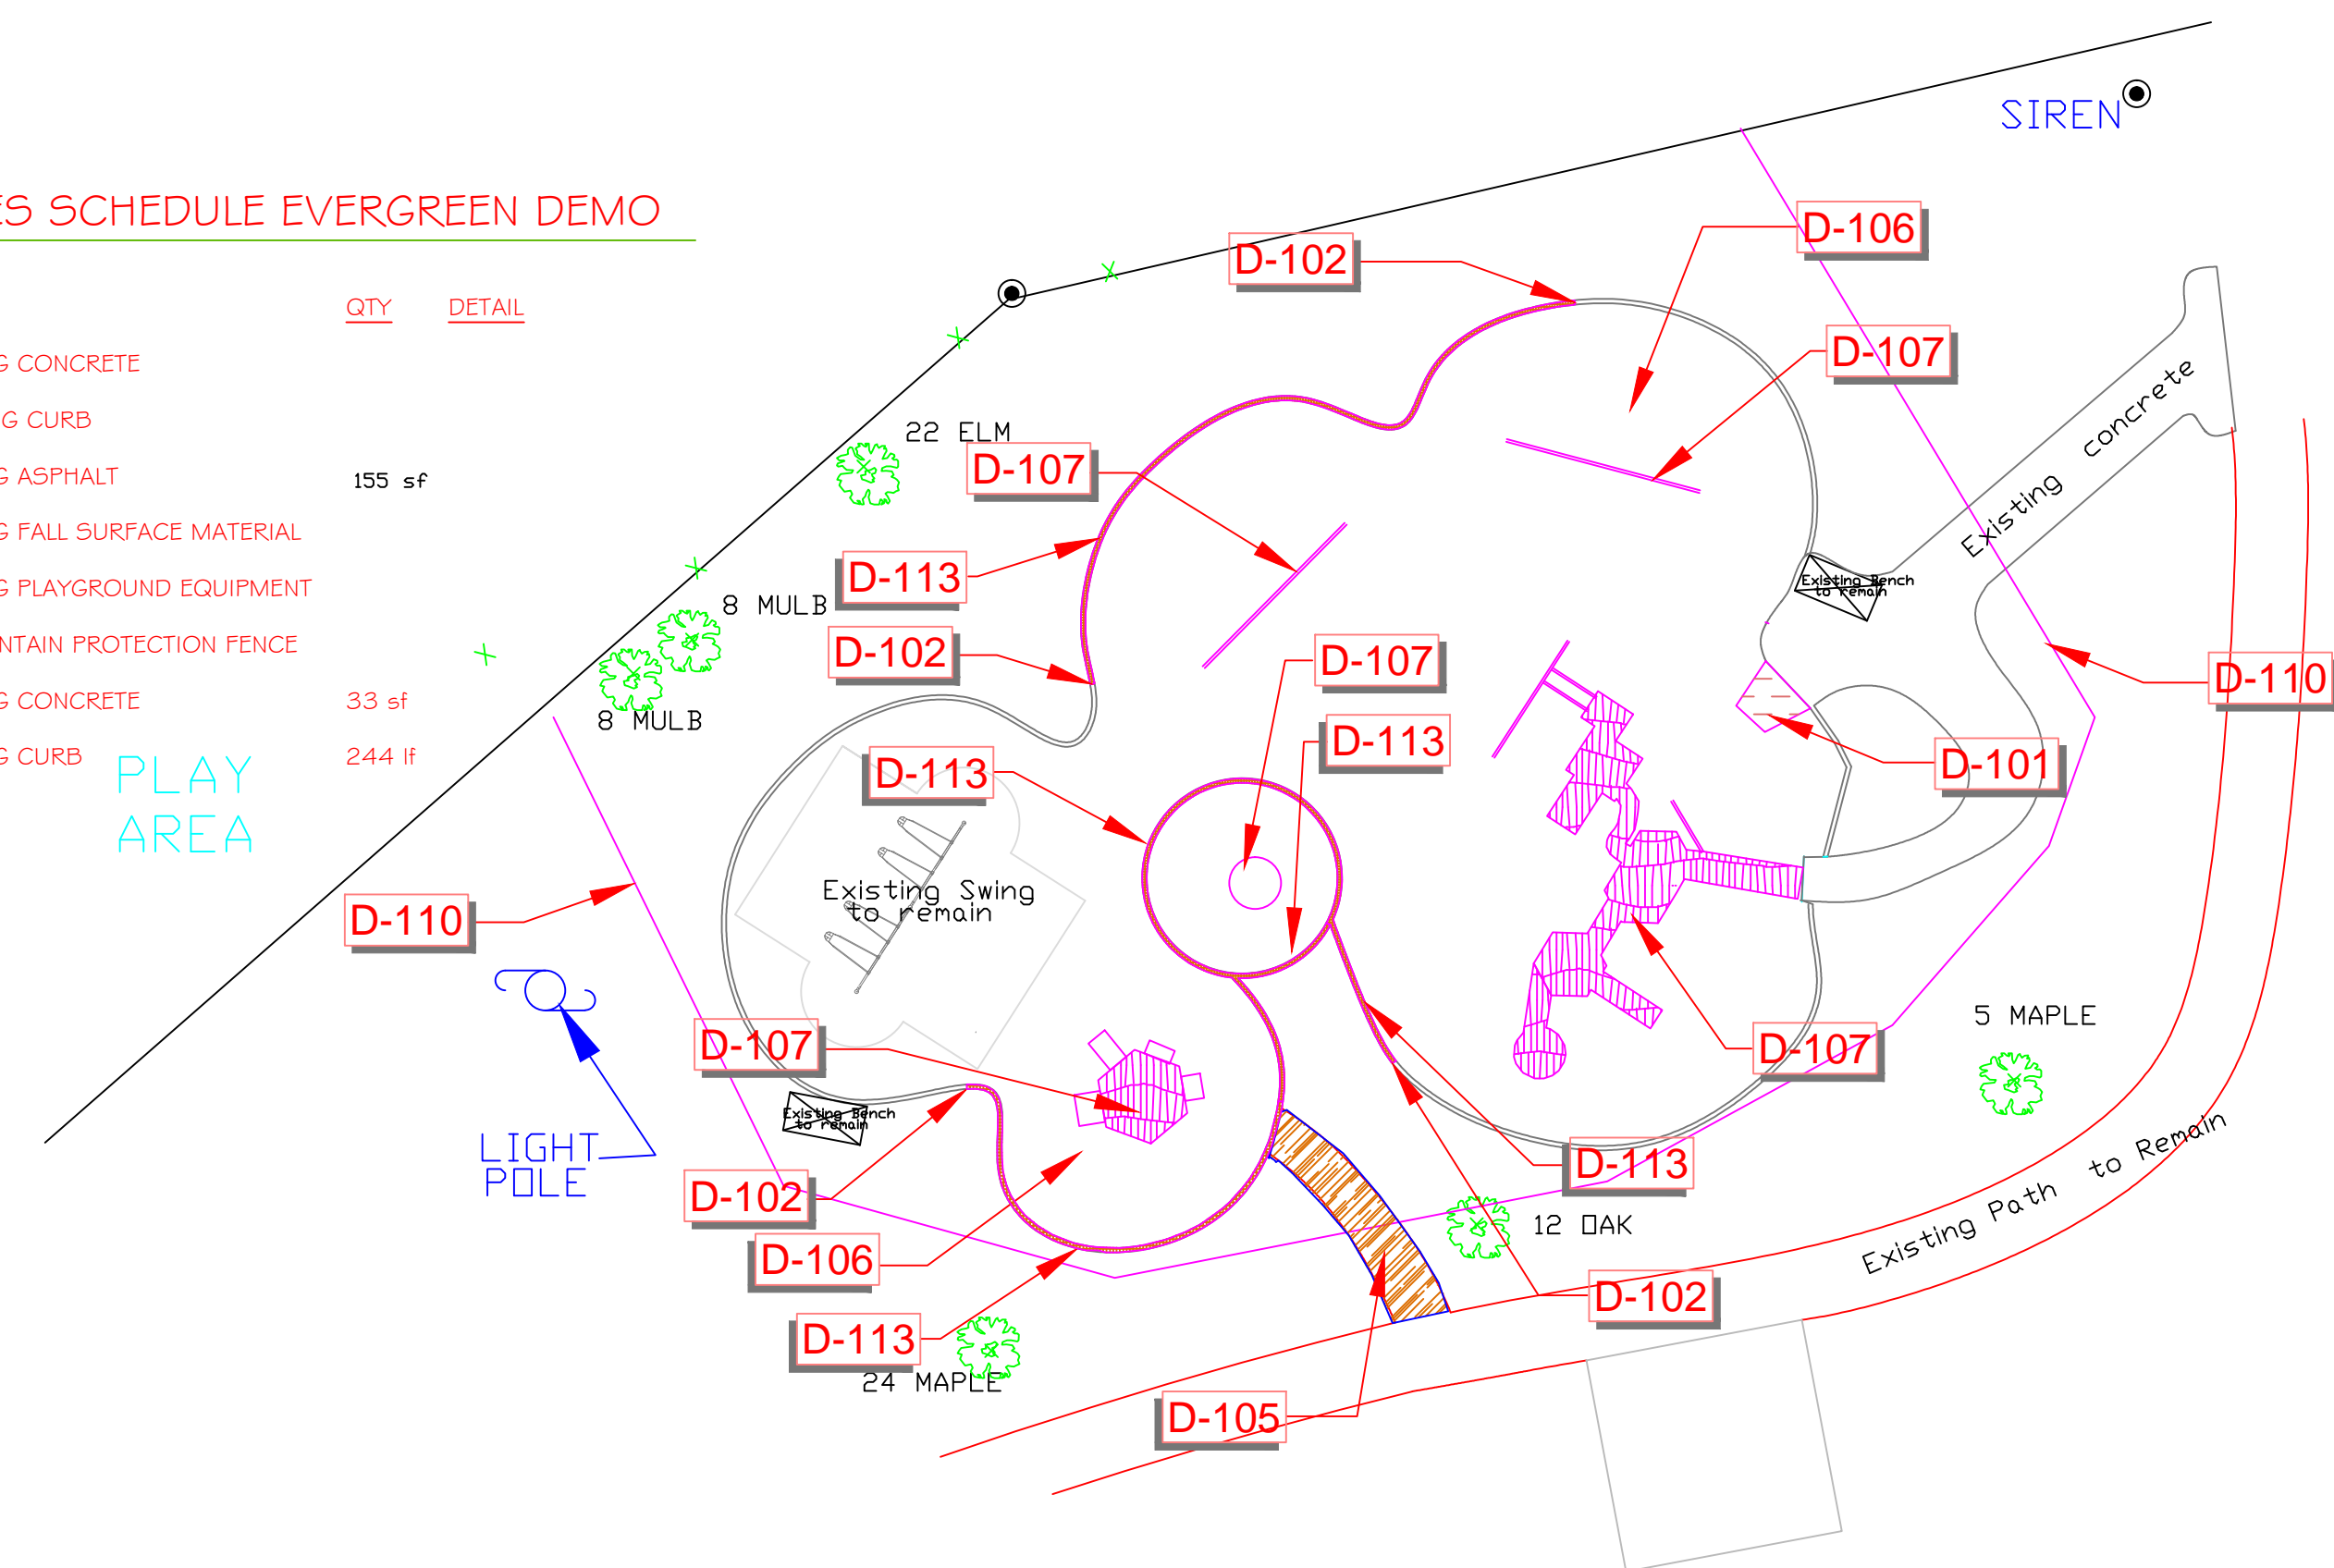 SIREN
ES SCHEDULE EVERGREEN DEMO
QTY DETAIL
G CONCRETE
G CURB
G ASPHALT 155 sf
G FALL SURFACE MATERIAL
G PLAYGROUND EQUIPMENT
NTAIN PROTECTION FENCE
G CONCRETE 33 sf
G CURB 244 lf
PLAY
AREA
D-106
D-102
D-107
Existing concrete
22 ELM
D-107
D-113
8 MULB
D-102
8 MULB
Existing Bench
to remain
D-107
D-110
D-113
D-113
D-101
Existing Swing
to remain
D-110
5 MAPLE
D-107
D-107
Existing Bench
to remain
LIGHT
POLE
D-113
D-102
12 OAK
Existing Path to Remain
D-106
D-102
D-113
24 MAPLE
D-105